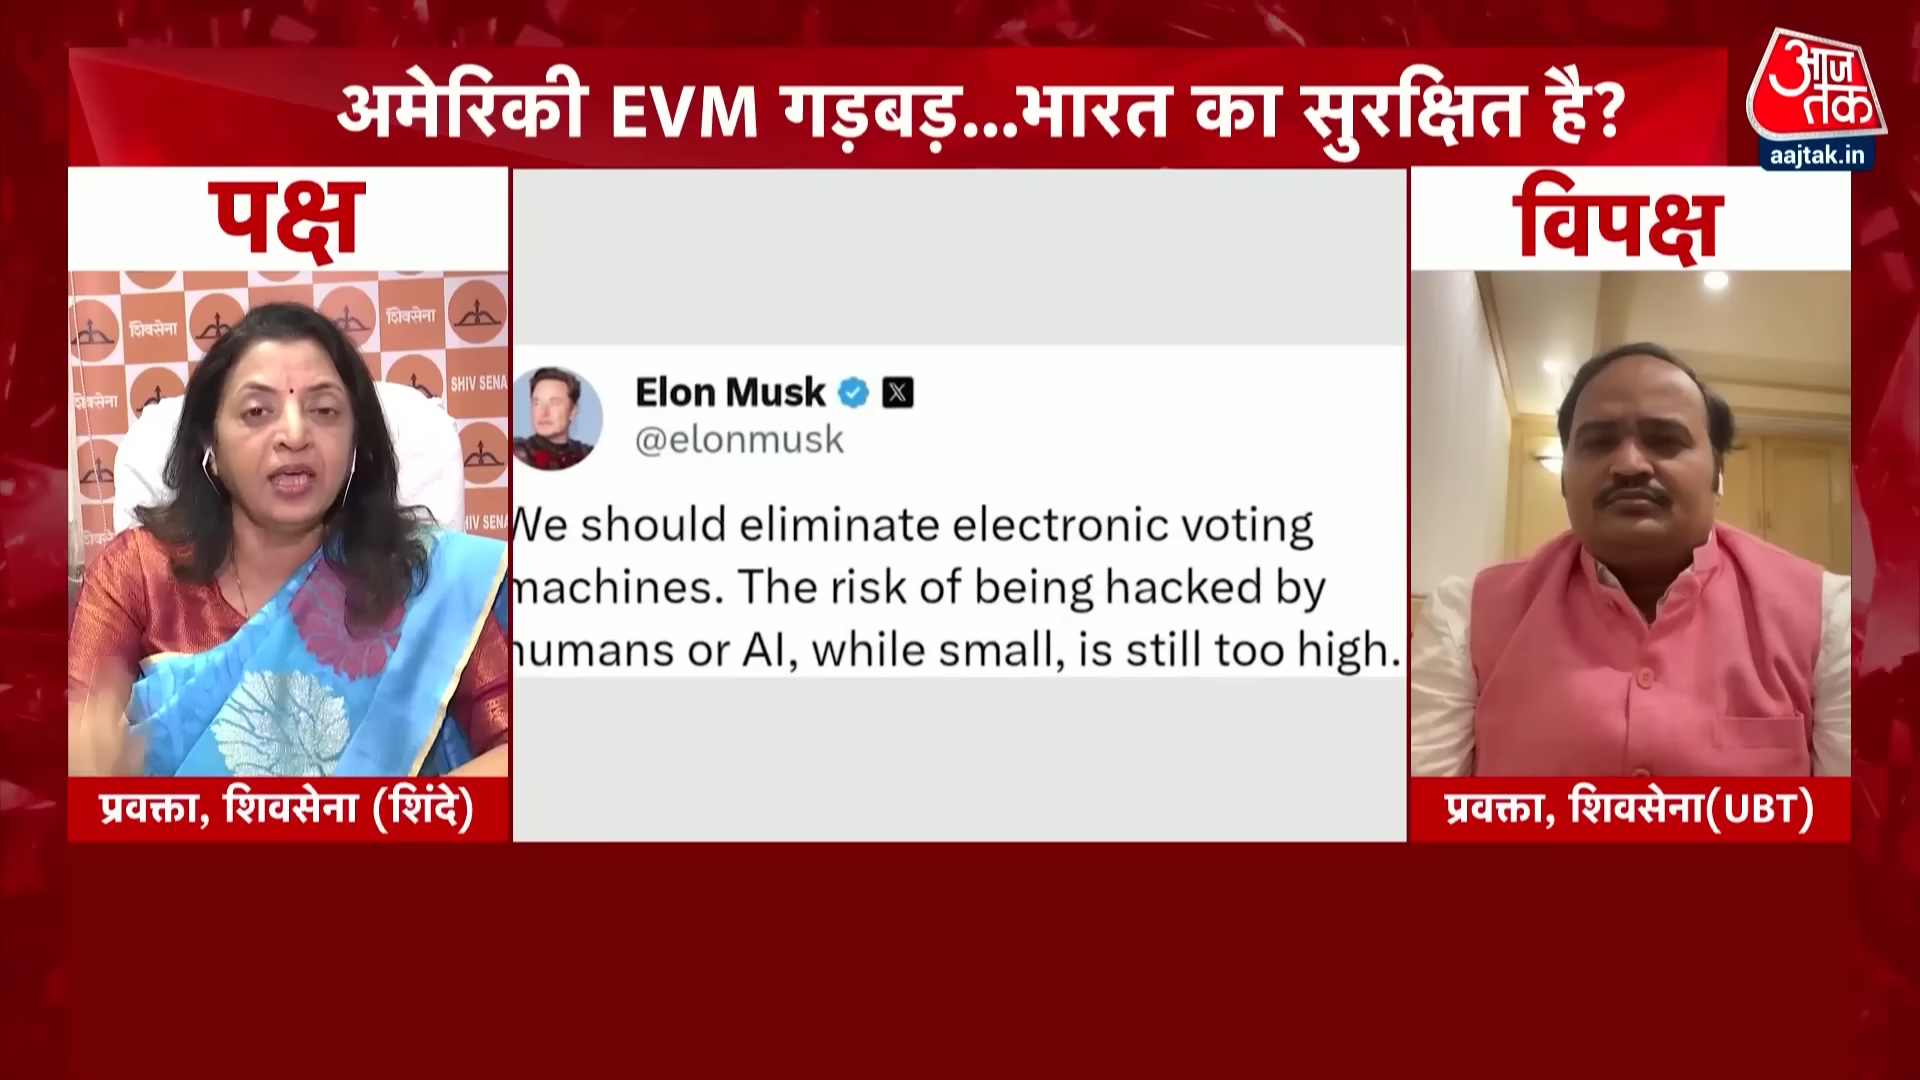 अमेरिकी EVM गड़बड़...भारत का सुरक्षित है?
आज
तक
aajtak.in
पक्ष
विपक्ष
शिवसेना
शिवसेना
SHIV SENA
शिवसेना
Elon Musk
@elonmusk
We should eliminate electronic voting
machines. The risk of being hacked by
humans or AI, while small, is still too high.
प्रवक्ता, शिवसेना (शिंदे)
प्रवक्ता, शिवसेना(UBT)